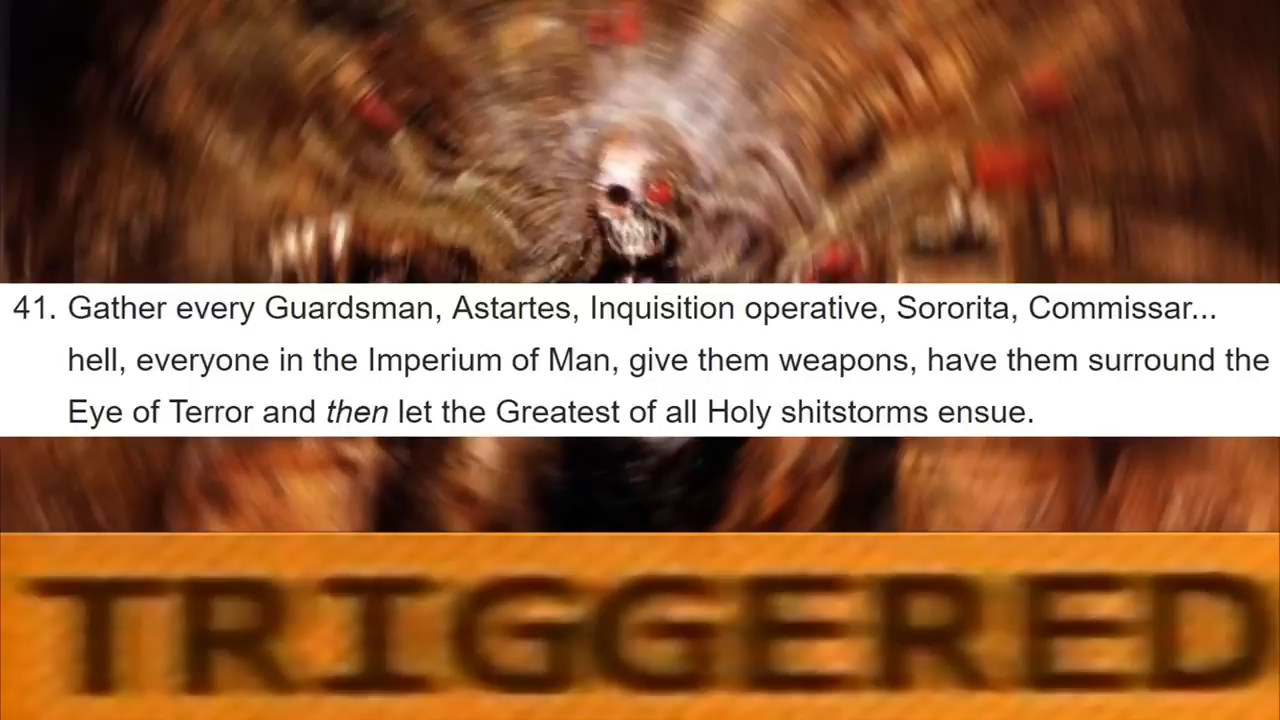 41. Gather every Guardsman, Astartes, Inquisition operative, Sororita, Commissar...
hell, everyone in the Imperium of Man, give them weapons, have them surround the
Eye of Terror and then let the Greatest of all Holy shitstorms ensue.
TRIGGERED